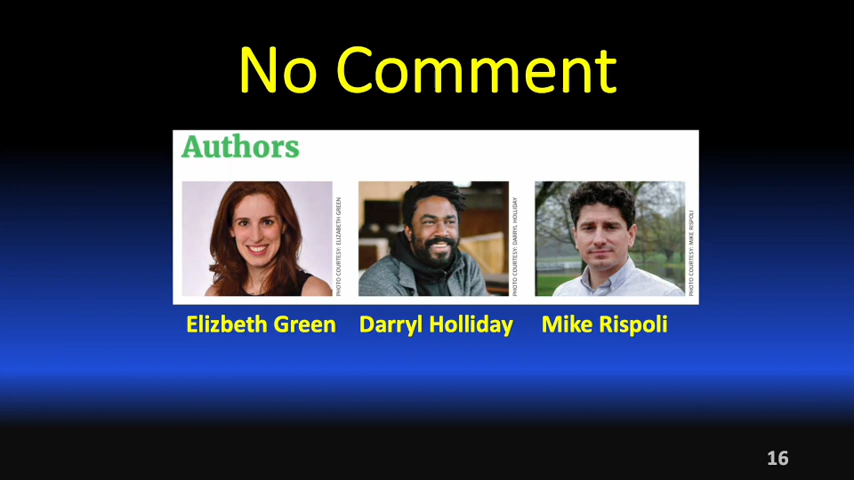 No Comment
Authors
PHOTO COURTESY: ELIZABETH GREEN
PHOTO COURTESY: DARRYL HOLLIDAY
PHOTO COURTESY: MIKE RISPOLI
Elizbeth Green
Darryl Holliday
Mike Rispoli
16